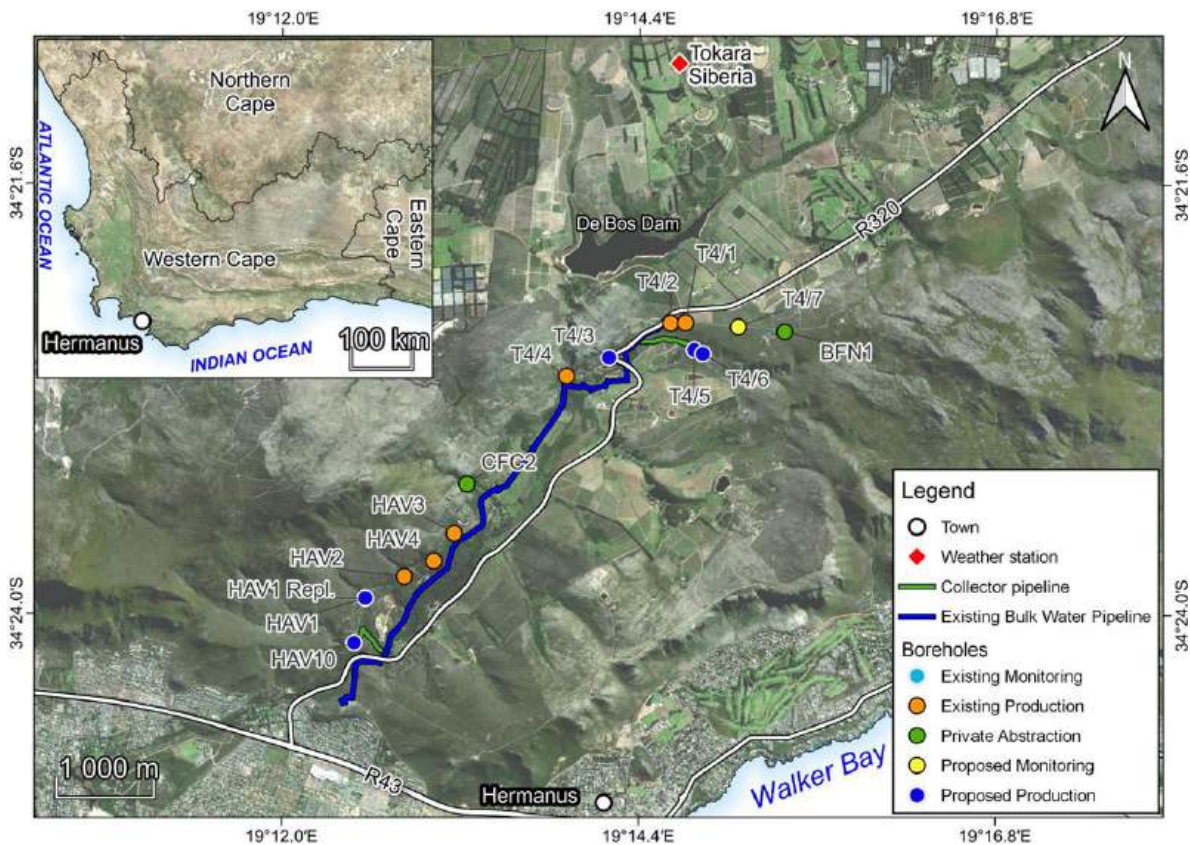 19°12.0'E
19°14.4'E
19°16.8'E
Northern
Cape
ATLANTIC OCEAN
Eastern
Cape
Western Cape
Hermanus
INDIAN OCEAN
100 km
Tokara
Siberia
N
34°21.6'S
34°21.6'S
R320
De Bos Dam
T4/1
T4/2
T4/7
T4/3
BFN1
T4/4
T4/6
T4/5
CFC2
HAV3
HAV4
HAV2
HAV1 Repl.
HAV1
HAV10
34°24.0'S
34°24.0'S
Legend
Town
Weather station
Collector pipeline
Existing Bulk Water Pipeline
Boreholes
Existing Monitoring
Existing Production
Private Abstraction
Proposed Monitoring
Proposed Production
1 000 m
R43
Hermanus
Walker Bay
19°12.0'E
19°14.4'E
19°16.8'E